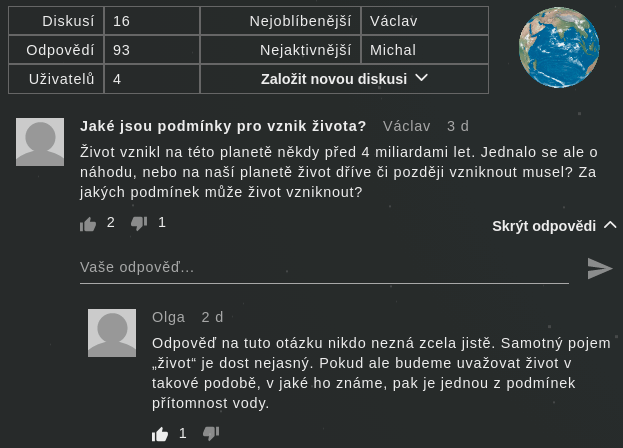 Diskusí 16 Nejoblíbenější Václav
Odpovědí 93 Nejaktivnější Michal
Uživatelů 4 Založit novou diskusi
Jaké jsou podmínky pro vznik života? Václav 3 d
Život vznikl na této planetě někdy před 4 miliardami let. Jednalo se ale o
náhodu, nebo na naší planetě život dříve či později vzniknout musel? Za
jakých podmínek může život vzniknout?
2 1
Skrýt odpovědi
Vaše odpověď...
Olga 2 d
Odpověď na tuto otázku nikdo nezná zcela jistě. Samotný pojem
„život“ je dost nejasný. Pokud ale budeme uvažovat život v
takové podobě, v jaké ho známe, pak je jednou z podmínek
přítomnost vody.
1